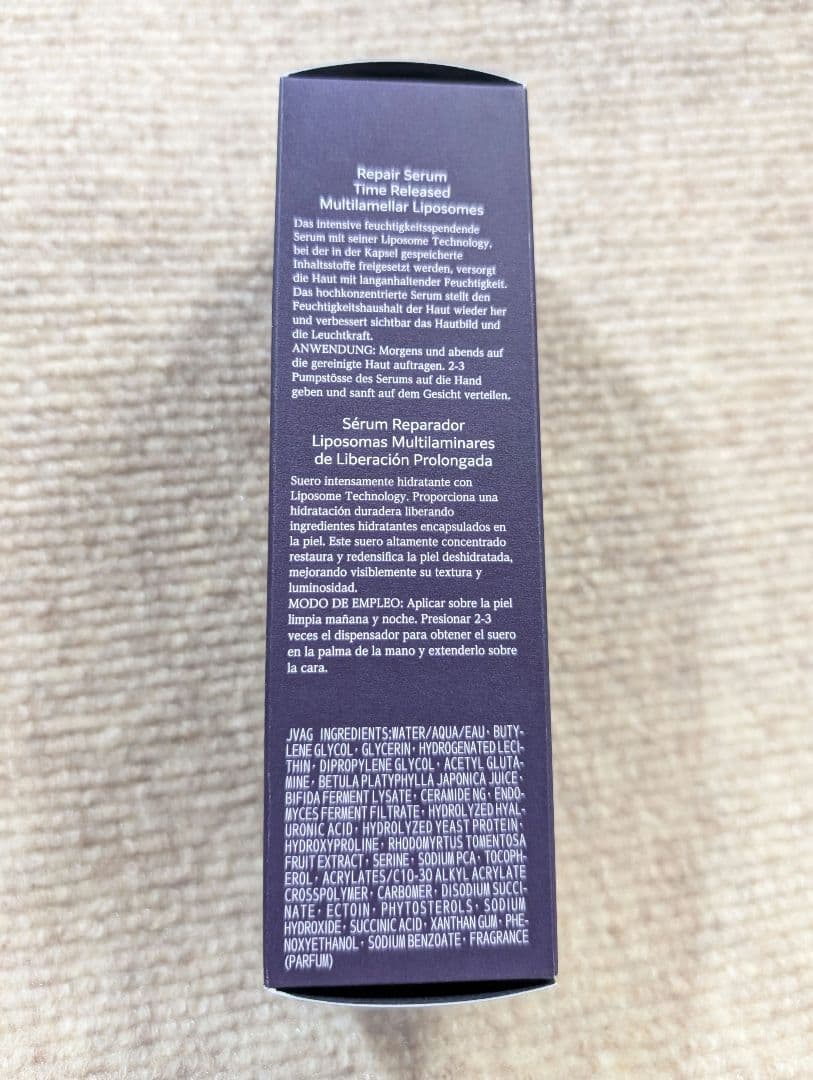 Repair Serum
Time Released
Multilamellar Liposomes
Das intensive feuchtigkeitsspendende
Serum mit seiner Liposome Technology,
bei der in der Kapsel gespeicherte
Inhaltsstoffe freigesetzt werden, versorgt
die Haut mit langanhaltender Feuchtigkeit.
Das hochkonzentrierte Serum stellt den
Feuchtigkeitshaushalt der Haut wieder her
und verbessert sichtbar das Hautbild und
die Leuchtkraft.
ANWENDUNG: Morgens und abends auf
die gereinigte Haut auftragen. 2-3
Pumpstösse des Serums auf die Hand
geben und sanft auf dem Gesicht verteilen.
Sérum Reparador
Liposomas Multilaminares
de Liberación Prolongada
Suero intensamente hidratante con
Liposome Technology. Proporciona una
hidratación duradera liberando
ingredientes hidratantes encapsulados en
la piel. Este suero altamente concentrado
restaura y redensifica la piel deshidratada,
mejorando visiblemente su textura y
luminosidad.
MODO DE EMPLEO: Aplicar sobre la piel
limpia mañana y noche. Presionar 2-3
veces el dispensador para obtener el suero
en la palma de la mano y extenderlo sobre
la cara.
JVAG INGREDIENTS:WATER/AQUA/EAU· BUTY-
LENE GLYCOL· GLYCERIN· HYDROGENATED LECI-
THIN· DIPROPYLENE GLYCOL· ACETYL GLUTA-
MINE· BETULA PLATYPHYLLA JAPONICA JUICE·
BIFIDA FERMENT LYSATE· CERAMIDE NG· ENDO-
MYCES FERMENT FILTRATE· HYDROLYZED HYAL-
URONIC ACID· HYDROLYZED YEAST PROTEIN·
HYDROXYPROLINE· RHODOMYRTUS TOMENTOSA
FRUIT EXTRACT· SERINE· SODIUM PCA· TOCOPH-
EROL· ACRYLATES/C10-30 ALKYL ACRYLATE
CROSSPOLYMER· CARBOMER· DISODIUM SUCCI-
NATE· ECTOIN· PHYTOSTEROLS· SODIUM
HYDROXIDE· SUCCINIC ACID· XANTHAN GUM· PHE-
NOXYETHANOL· SODIUM BENZOATE· FRAGRANCE
(PARFUM)